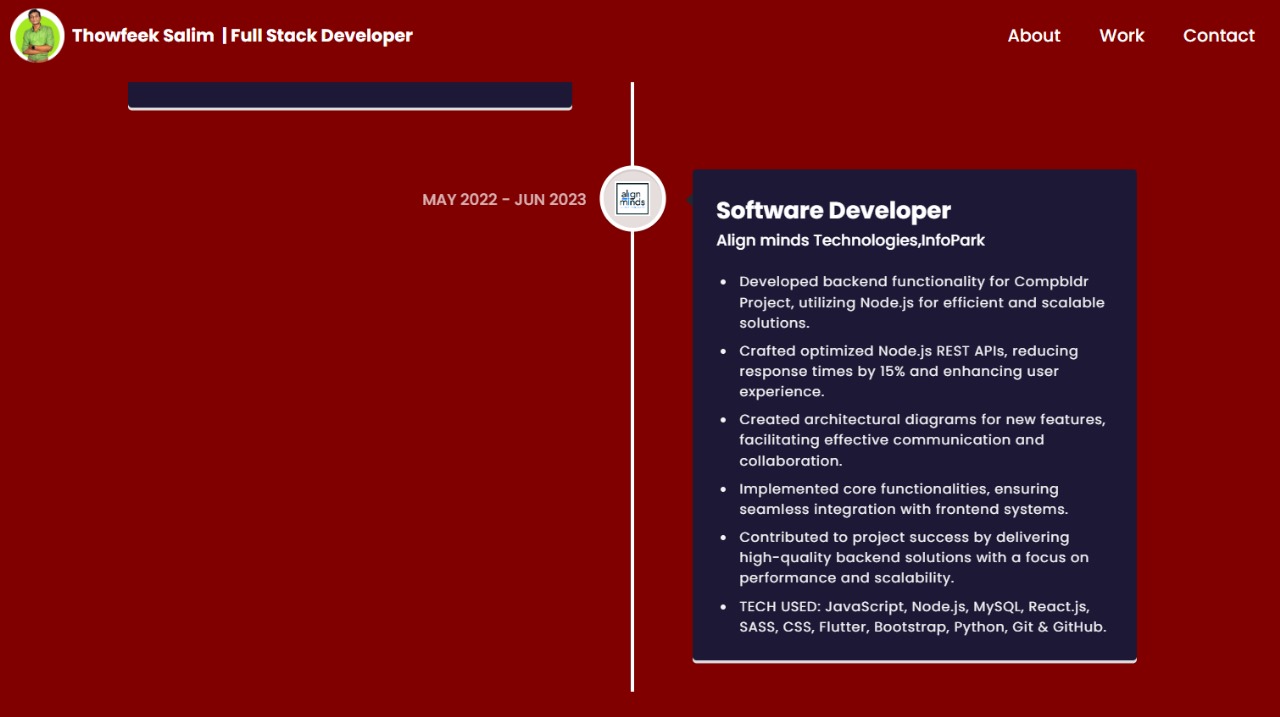 Thowfeek Salim | Full Stack Developer
About
Work
Contact
MAY 2022 - JUN 2023
align
minds
Software Developer
Align minds Technologies,InfoPark
• Developed backend functionality for Compbldr
Project, utilizing Node.js for efficient and scalable
solutions.
• Crafted optimized Node.js REST APIs, reducing
response times by 15% and enhancing user
experience.
• Created architectural diagrams for new features,
facilitating effective communication and
collaboration.
• Implemented core functionalities, ensuring
seamless integration with frontend systems.
• Contributed to project success by delivering
high-quality backend solutions with a focus on
performance and scalability.
• TECH USED: JavaScript, Node.js, MySQL, React.js,
SASS, CSS, Flutter, Bootstrap, Python, Git & GitHub.